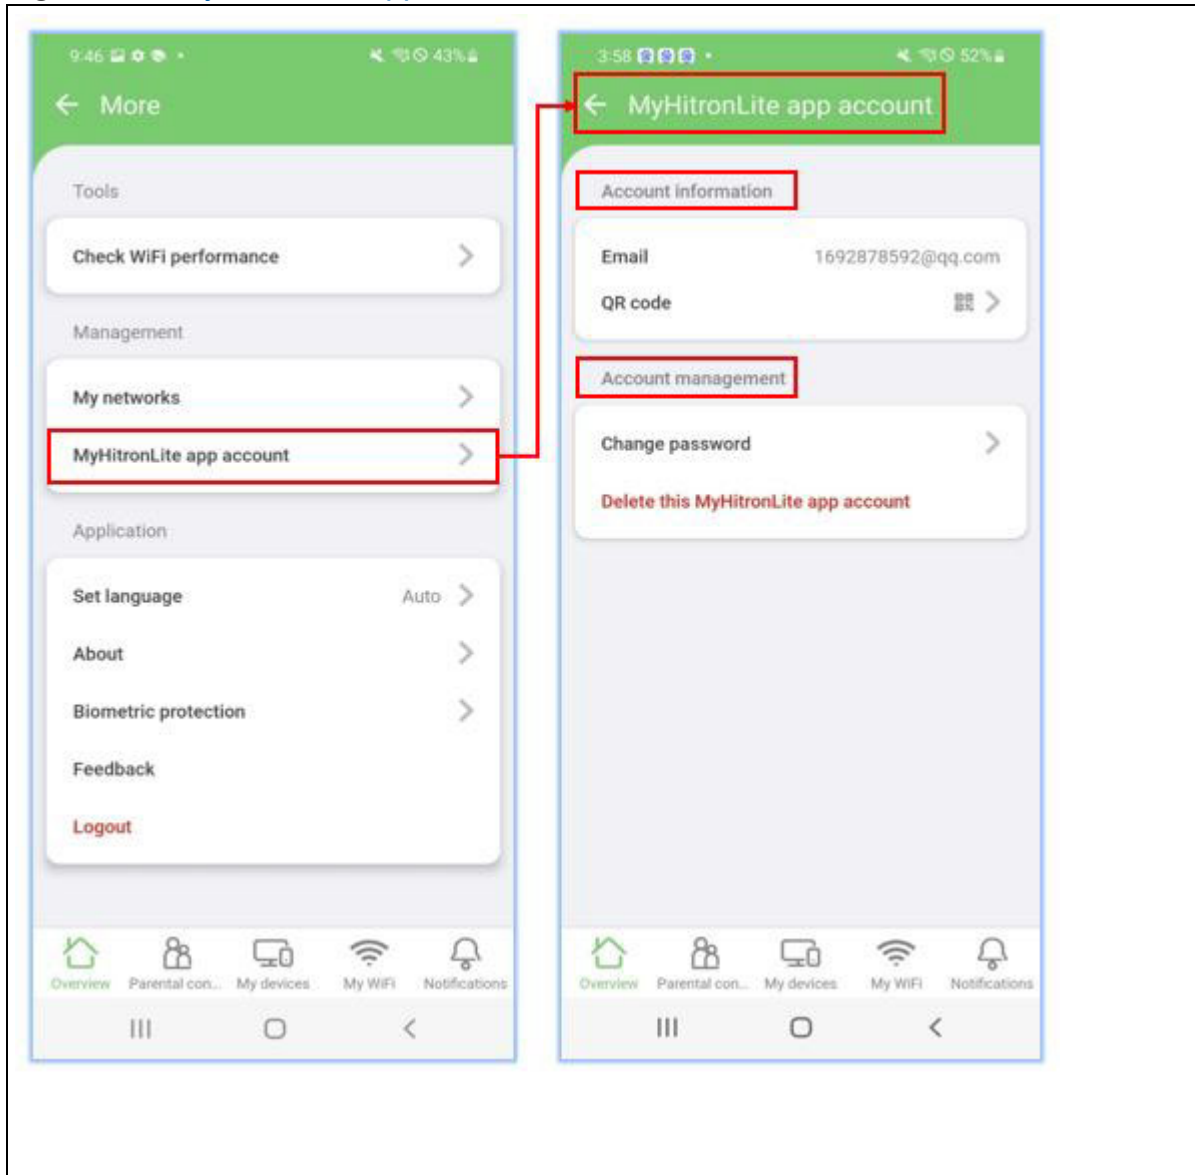 9:46
43%
More
Tools
Check WiFi performance
Management
My networks
MyHitronLite app account
Application
Set language Auto
About
Biometric protection
Feedback
Logout
Overview Parental con... My devices My WiFi Notifications
3:58
52%
MyHitronLite app account
Account information
Email 1692878592@qq.com
QR code
Account management
Change password
Delete this MyHitronLite app account
Overview Parental con... My devices My WiFi Notifications